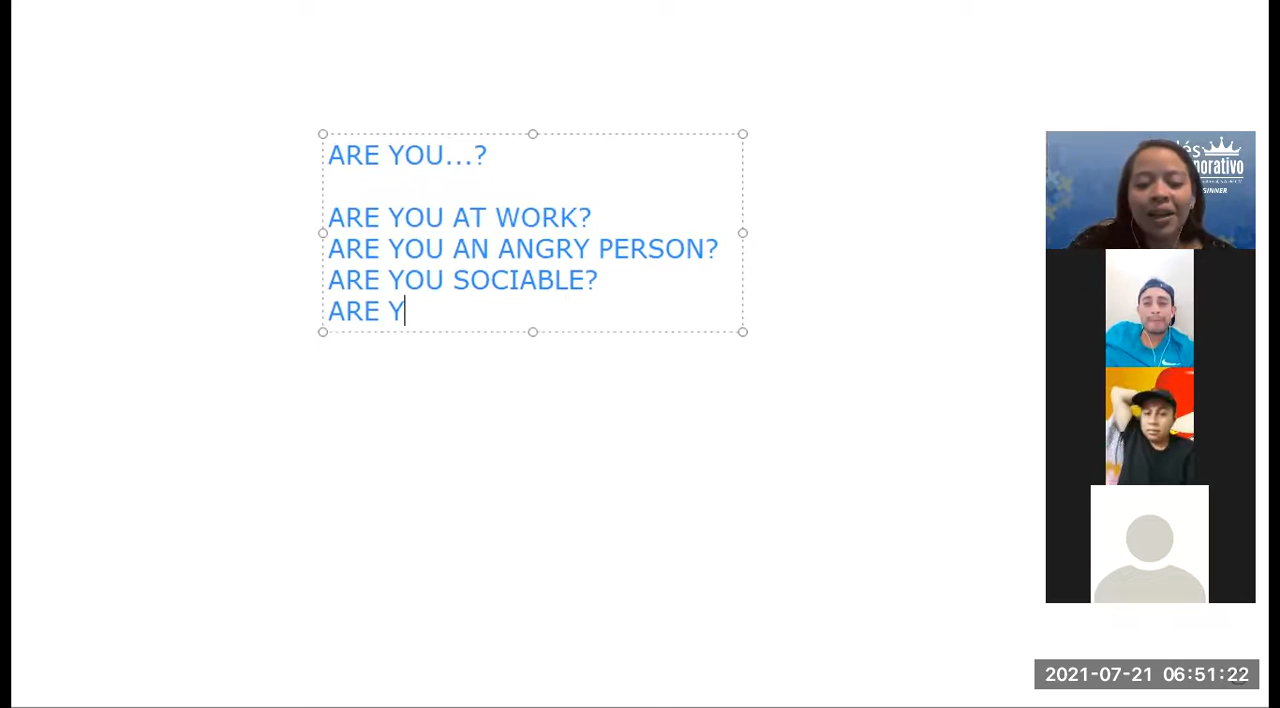 ARE YOU...?
ARE YOU AT WORK?
ARE YOU AN ANGRY PERSON?
ARE YOU SOCIABLE?
ARE Y
2021-07-21 06:51:22